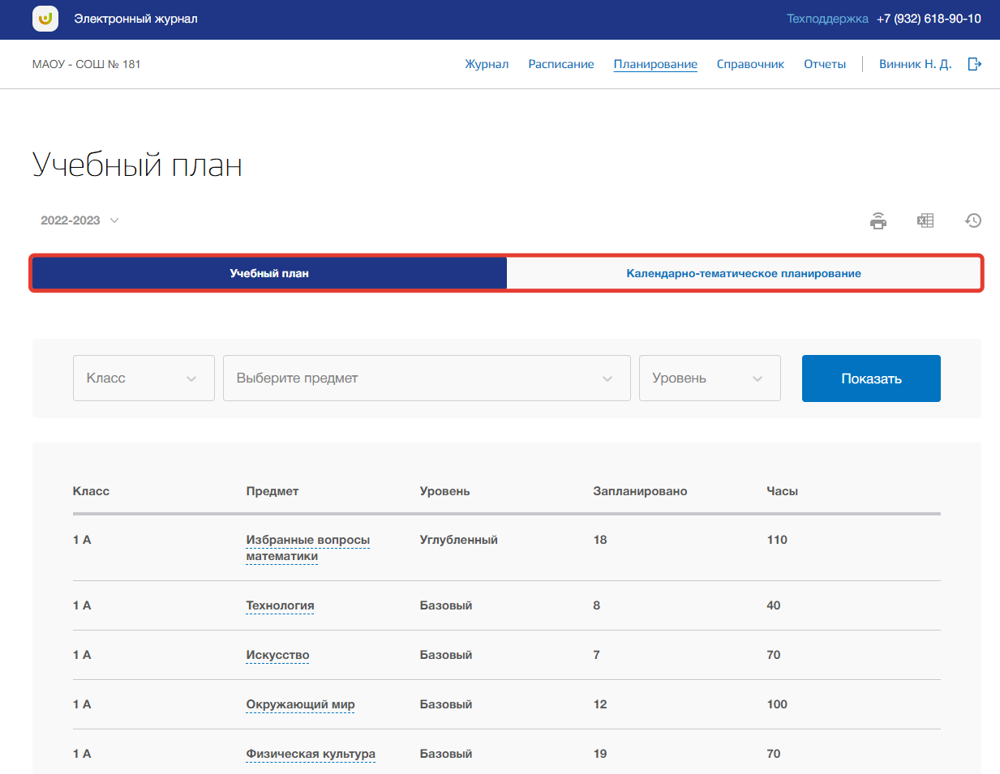 Электронный журнал
Техподдержка +7 (932) 618-90-10
МАОУ - СОШ № 181
Журнал Расписание Планирование Справочник Отчеты Винник Н. Д.
Учебный план
2022-2023
Учебный план Календарно-тематическое планирование
Класс Выберите предмет Уровень Показать
Класс Предмет Уровень Запланировано Часы
1 А Избранные вопросы Углубленный 18 110
математики
1 А Технология Базовый 8 40
1 А Искусство Базовый 7 70
1 А Окружающий мир Базовый 12 100
1 А Физическая культура Базовый 19 70